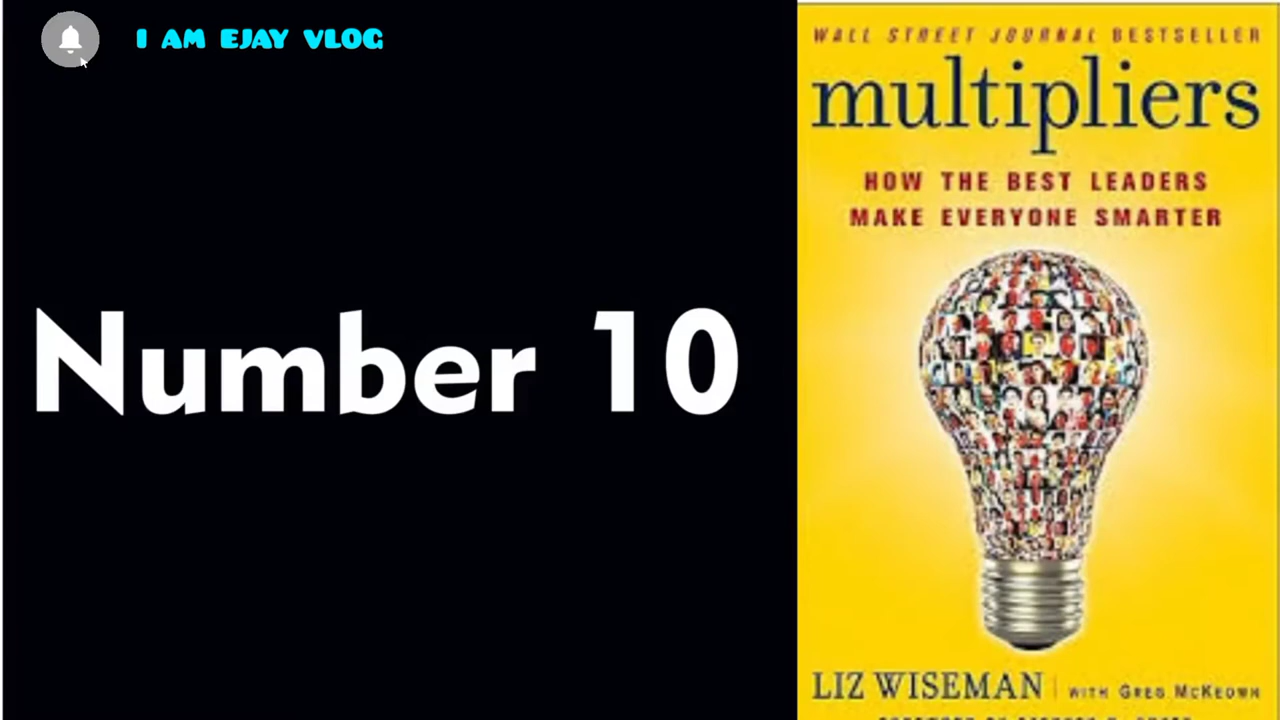 I AM EJAY VLOG
Number 10
WALL STREET JOURNAL BESTSELLER
multipliers
HOW THE BEST LEADERS
MAKE EVERYONE SMARTER
LIZ WISEMAN WITH GREG McKEOWN